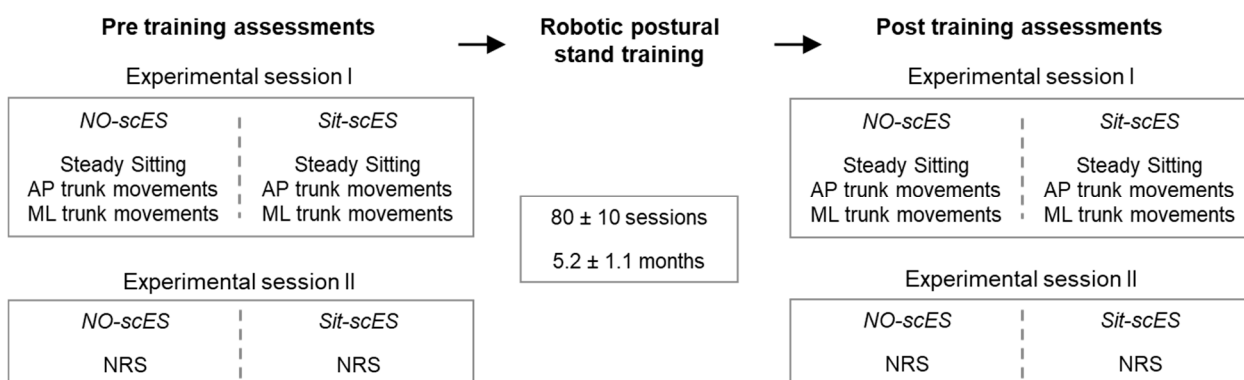 Pre training assessments
Experimental session I
NO-scES
Steady Sitting
AP trunk movements
ML trunk movements
Sit-scES
Steady Sitting
AP trunk movements
ML trunk movements
Experimental session II
NO-scES
NRS
Sit-scES
NRS
Robotic postural
stand training
80 ± 10 sessions
5.2 ± 1.1 months
Post training assessments
Experimental session I
NO-scES
Steady Sitting
AP trunk movements
ML trunk movements
Sit-scES
Steady Sitting
AP trunk movements
ML trunk movements
Experimental session II
NO-scES
NRS
Sit-scES
NRS